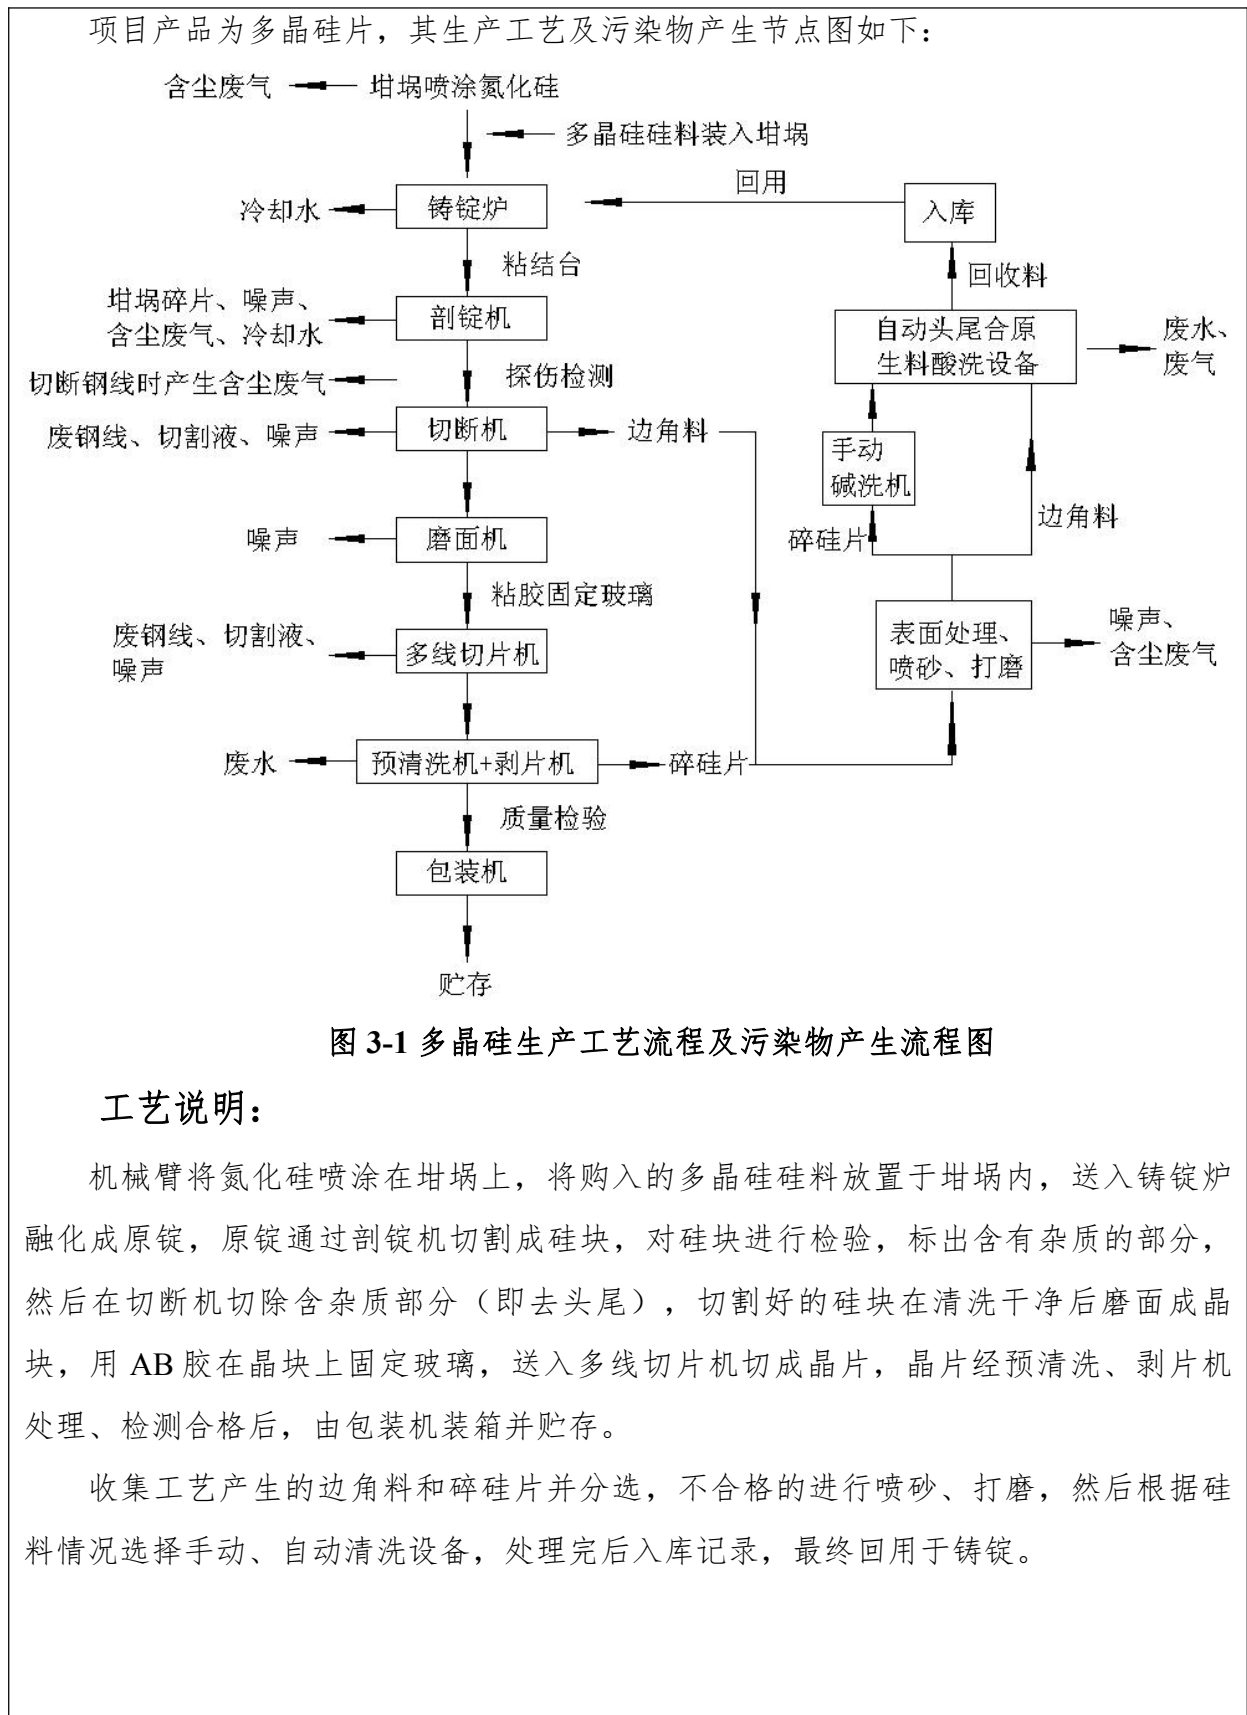 项目产品为多晶硅片，其生产工艺及污染物产生节点图如下：
含尘废气
坩埚喷涂氮化硅
多晶硅硅料装入坩埚
回用
冷却水
铸锭炉
入库
粘结台
回收料
坩埚碎片、噪声、
含尘废气、冷却水
剖锭机
自动头尾合原
生料酸洗设备
废水、
废气
切断钢线时产生含尘废气
探伤检测
废钢线、切割液、噪声
切断机
边角料
手动
碱洗机
噪声
磨面机
碎硅片
边角料
粘胶固定玻璃
废钢线、切割液、
噪声
多线切片机
表面处理、
喷砂、打磨
噪声、
含尘废气
废水
预清洗机+剥片机
碎硅片
质量检验
包装机
贮存
图 3-1 多晶硅生产工艺流程及污染物产生流程图
工艺说明：
机械臂将氮化硅喷涂在坩埚上，将购入的多晶硅硅料放置于坩埚内，送入铸锭炉
融化成原锭，原锭通过剖锭机切割成硅块，对硅块进行检验，标出含有杂质的部分，
然后在切断机切除含杂质部分（即去头尾），切割好的硅块在清洗干净后磨面成晶
块，用 AB 胶在晶块上固定玻璃，送入多线切片机切成晶片，晶片经预清洗、剥片机
处理、检测合格后，由包装机装箱并贮存。
收集工艺产生的边角料和碎硅片并分选，不合格的进行喷砂、打磨，然后根据硅
料情况选择手动、自动清洗设备，处理完后入库记录，最终回用于铸锭。